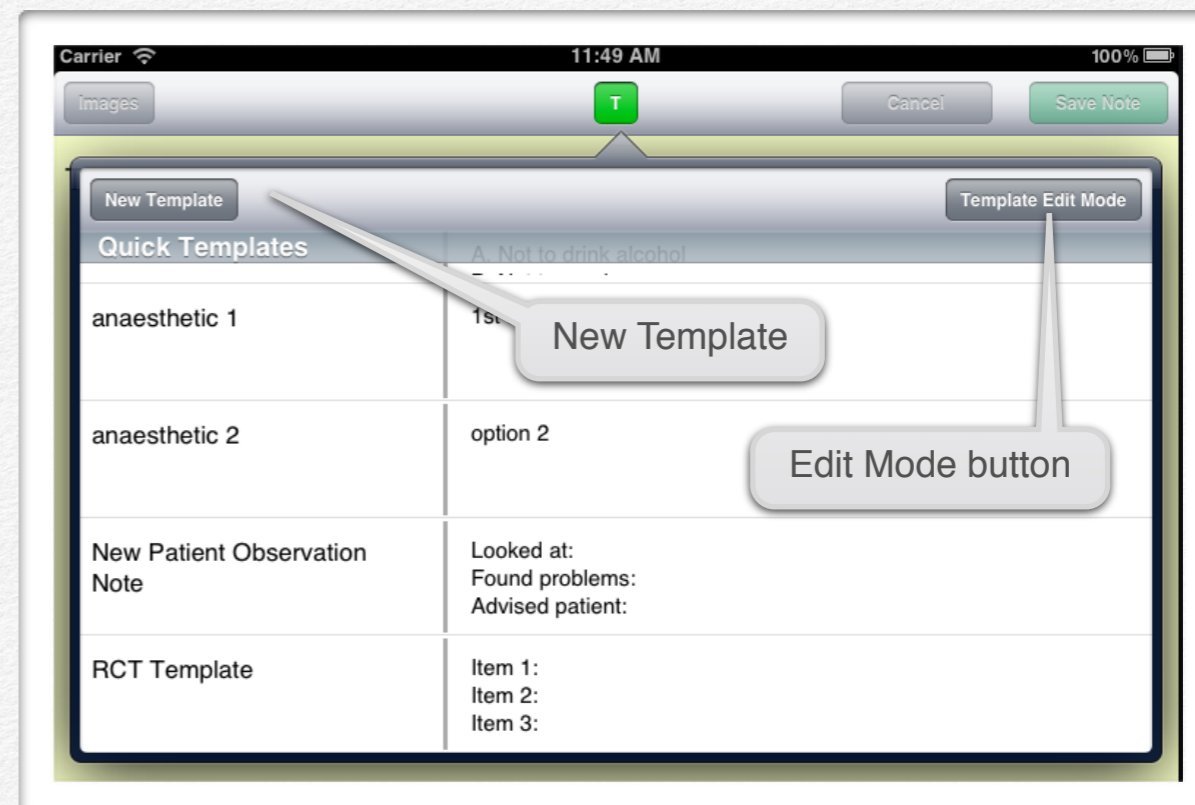 Carrier 11:49 AM 100%
Images T Cancel Save Note
New Template Template Edit Mode
Quick Templates
A. Not to drink alcohol
anaesthetic 1
1st
New Template
anaesthetic 2
option 2
Edit Mode button
New Patient Observation
Note
Looked at:
Found problems:
Advised patient:
RCT Template
Item 1:
Item 2:
Item 3: